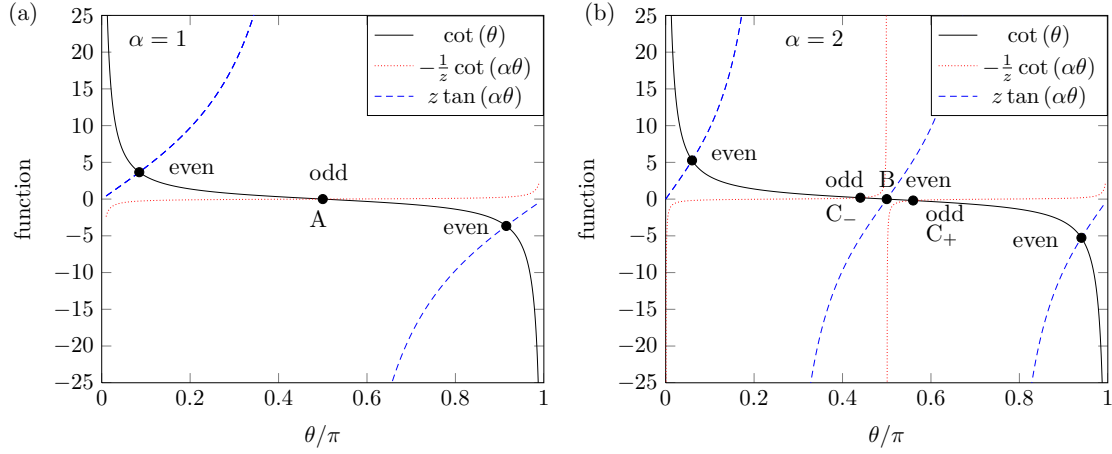 (a)
α = 1
cot (θ)
−1/z cot (αθ)
z tan (αθ)
25
20
15
10
5
0
−5
−10
−15
−20
−25
function
even
odd
A
even
0
0.2
0.4
0.6
0.8
1
θ/π
(b)
α = 2
cot (θ)
−1/z cot (αθ)
z tan (αθ)
25
20
15
10
5
0
−5
−10
−15
−20
−25
function
even
odd
B
even
C−
odd
C+
even
0
0.2
0.4
0.6
0.8
1
θ/π